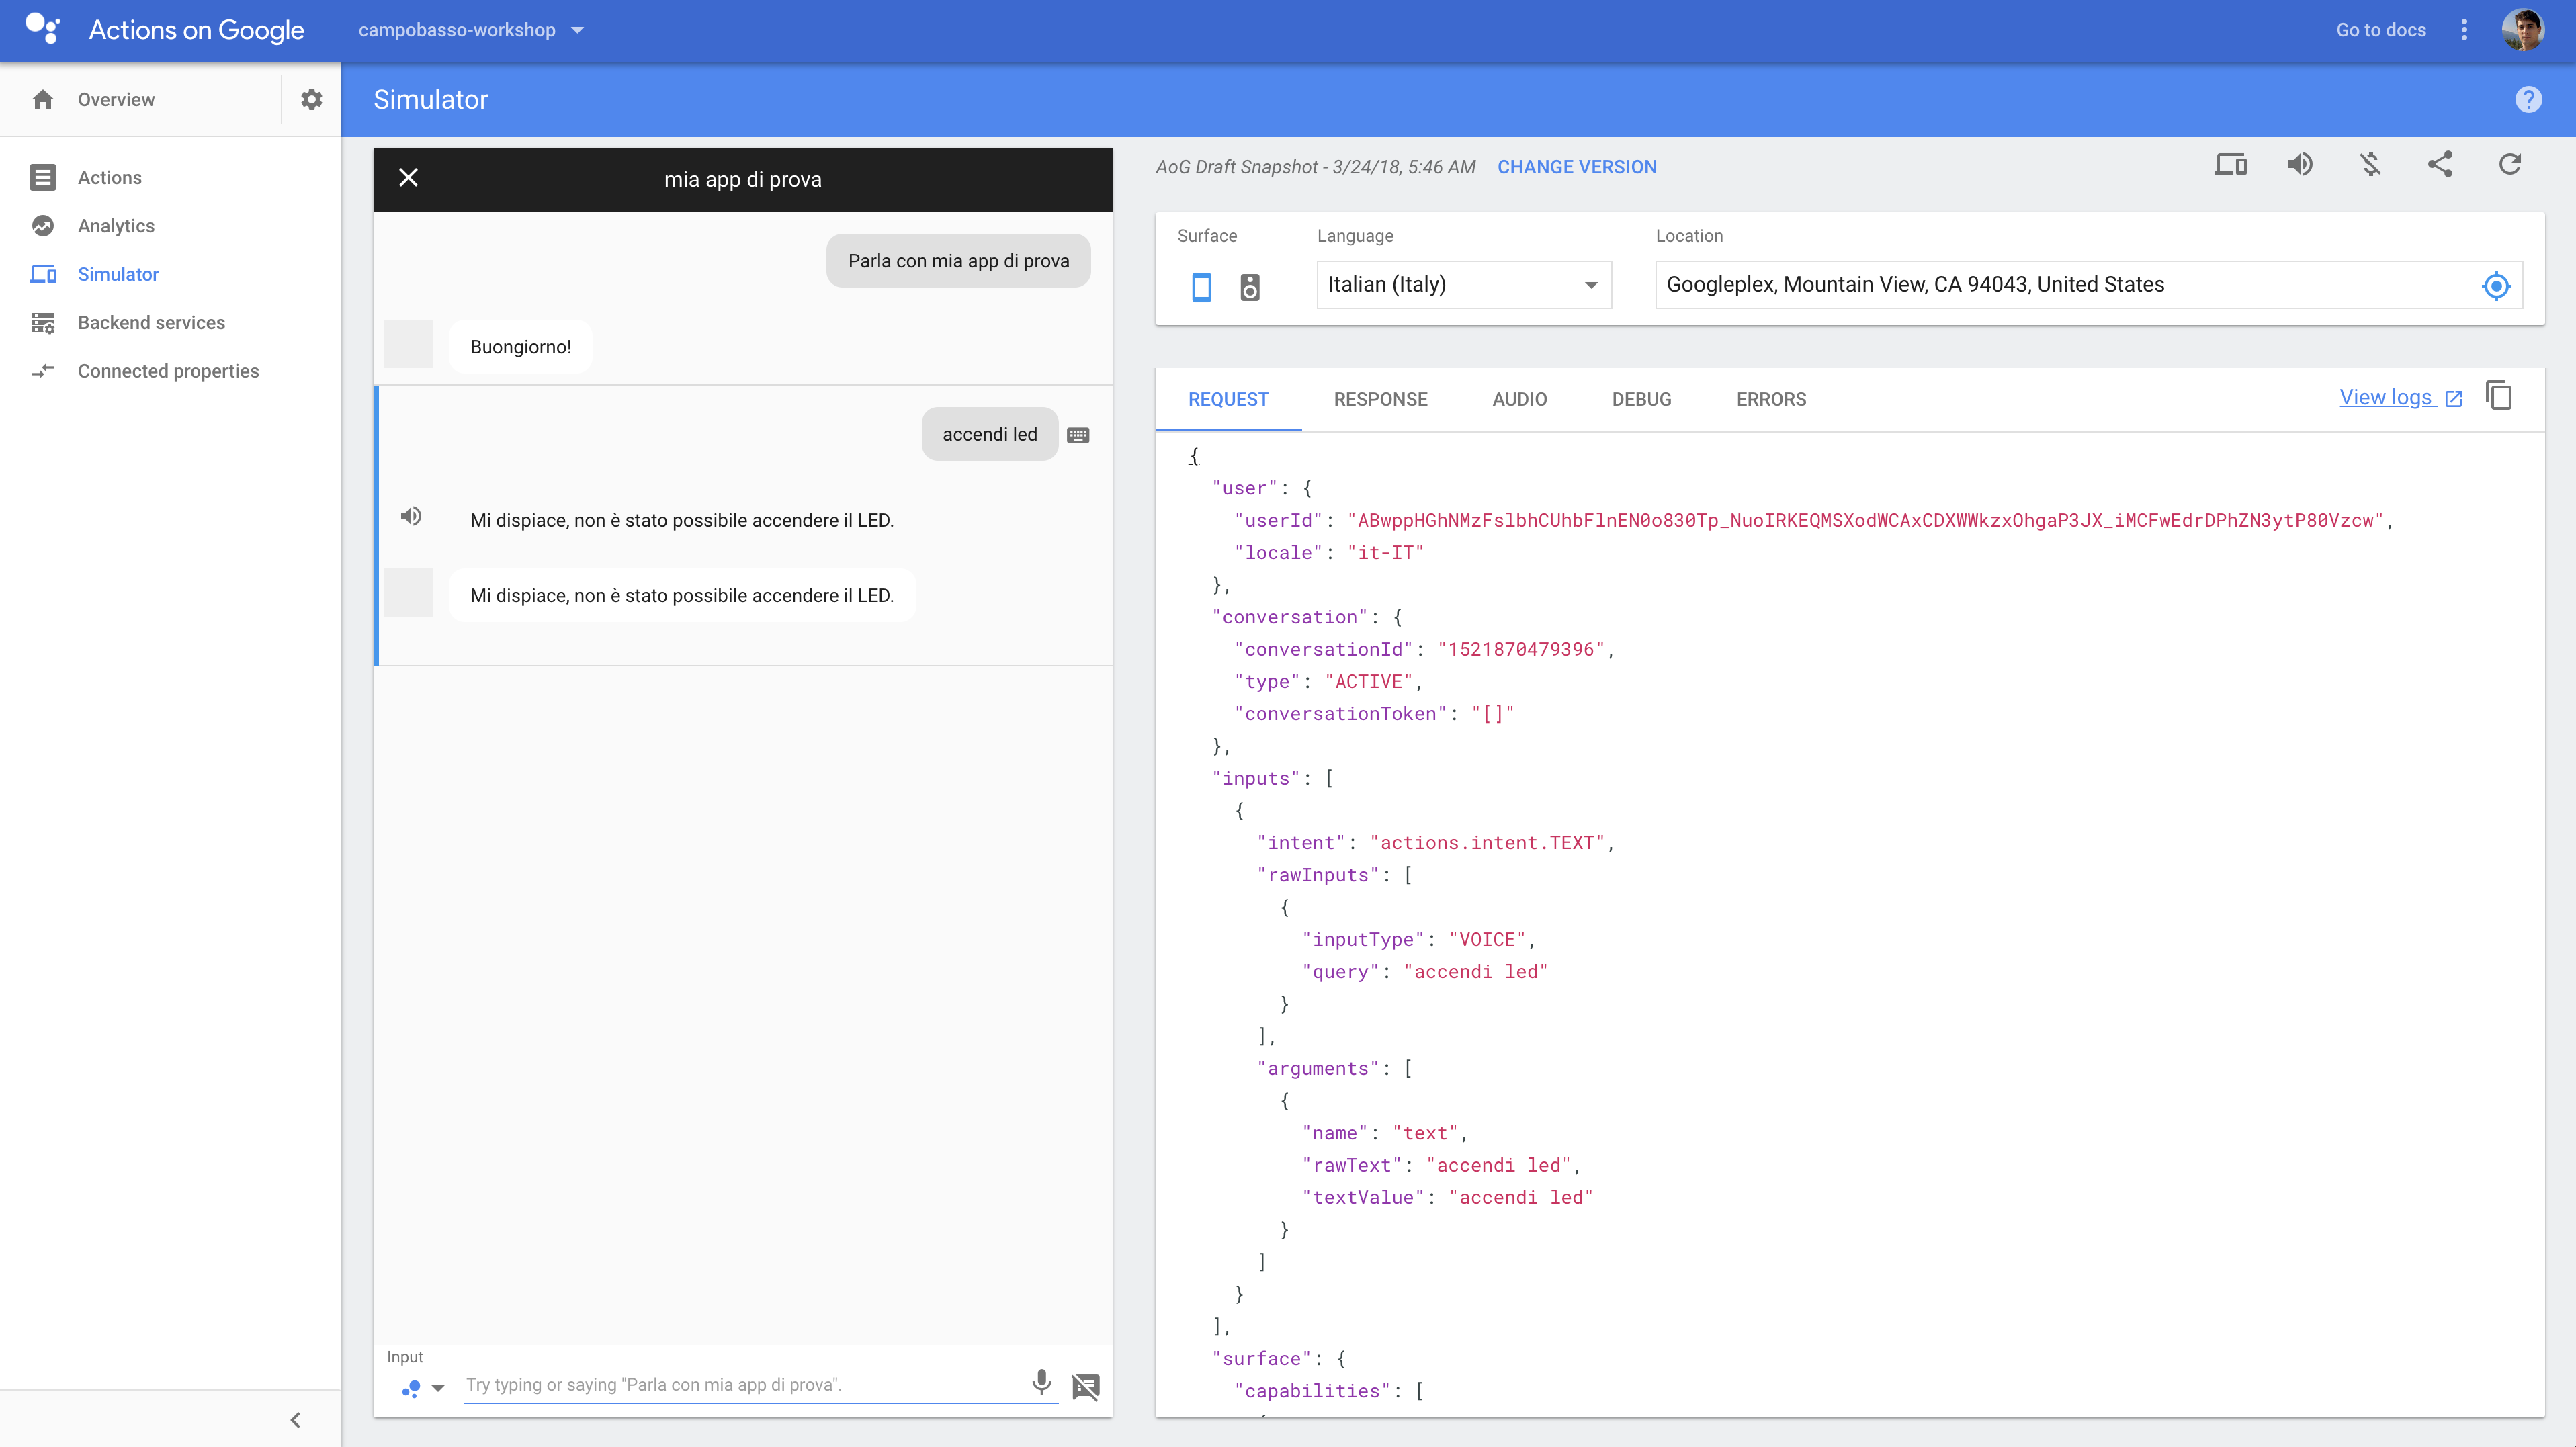 Actions on Google
campobasso-workshop
Go to docs
Overview
Simulator
Actions
Analytics
Simulator
Backend services
Connected properties
mia app di prova
Parla con mia app di prova
Buongiorno!
accendi led
Mi dispiace, non è stato possibile accendere il LED.
Mi dispiace, non è stato possibile accendere il LED.
Input
Try typing or saying "Parla con mia app di prova".
AoG Draft Snapshot - 3/24/18, 5:46 AM CHANGE VERSION
Surface Language Location
Italian (Italy) Googleplex, Mountain View, CA 94043, United States
REQUEST RESPONSE AUDIO DEBUG ERRORS View logs
{
"user": {
"userId": "ABwppHGhNMzFslbhCUhbFlnEN0o830Tp_NuoIRKEQMSXodWCAxCDXWWkzxOhgaP3JX_iMCFwEdrDPhZN3ytP80Vzcw",
"locale": "it-IT"
},
"conversation": {
"conversationId": "1521870479396",
"type": "ACTIVE",
"conversationToken": "[]"
},
"inputs": [
{
"intent": "actions.intent.TEXT",
"rawInputs": [
{
"inputType": "VOICE",
"query": "accendi led"
}
],
"arguments": [
{
"name": "text",
"rawText": "accendi led",
"textValue": "accendi led"
}
]
}
],
"surface": {
"capabilities": [